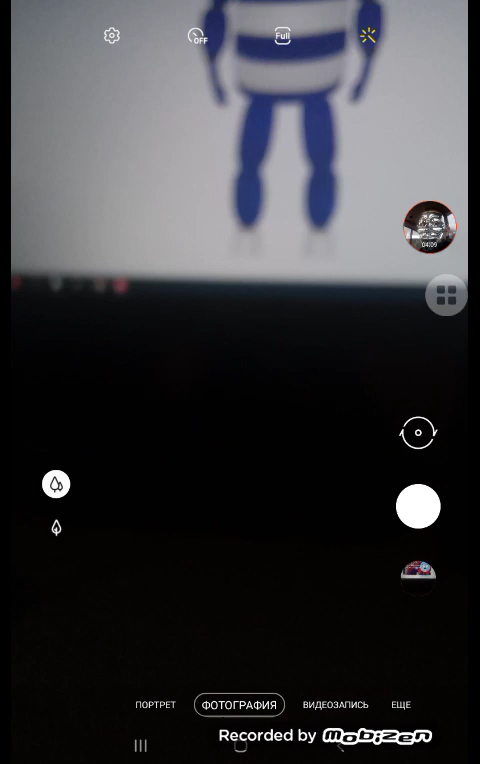 OFF
Full
04:09
ПОРТРЕТ ФОТОГРАФИЯ ВИДЕОЗАПИСЬ ЕЩЕ
Recorded by Mobizen